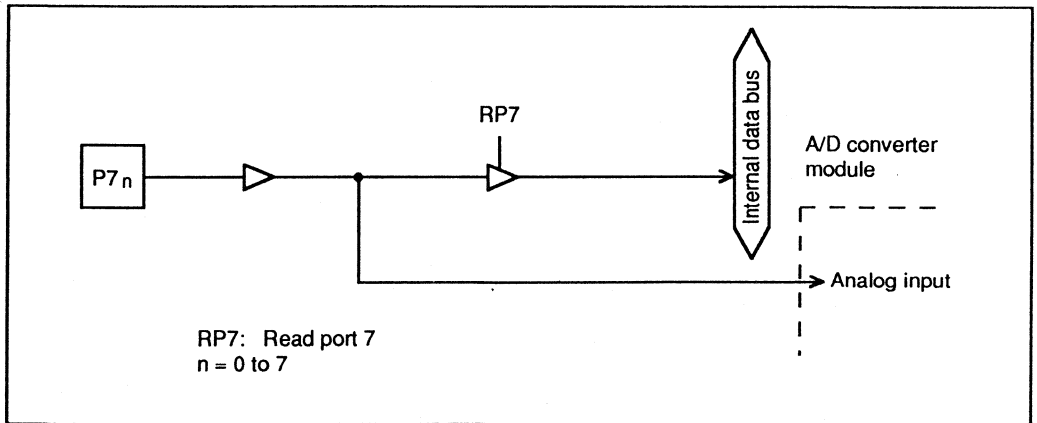 RP7
Internal data bus
A/D converter
module
P7n
Analog input
RP7: Read port 7
n = 0 to 7